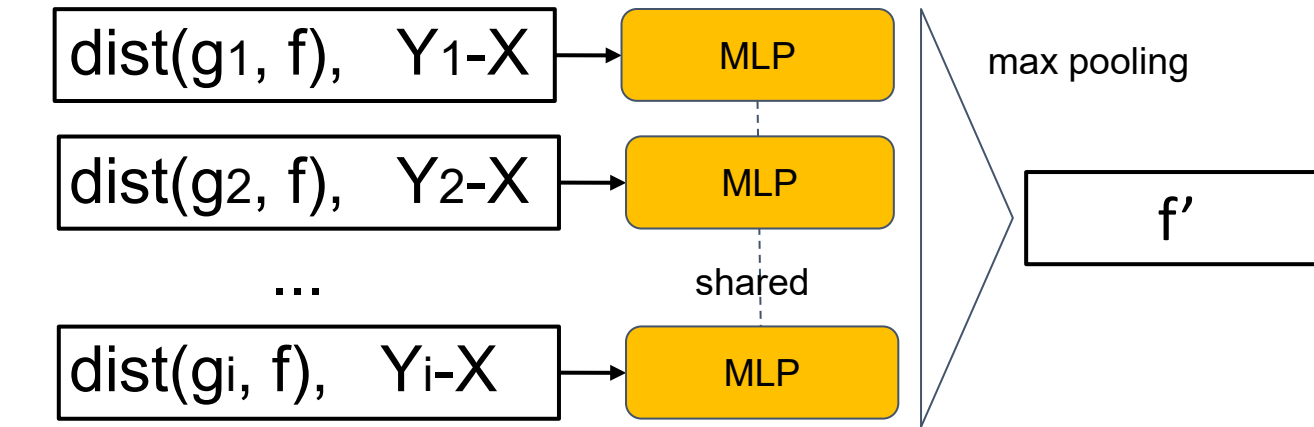 dist(g1, f), Y1-X
MLP
max pooling
dist(g2, f), Y2-X
MLP
f’
...
shared
dist(gi, f), Yi-X
MLP